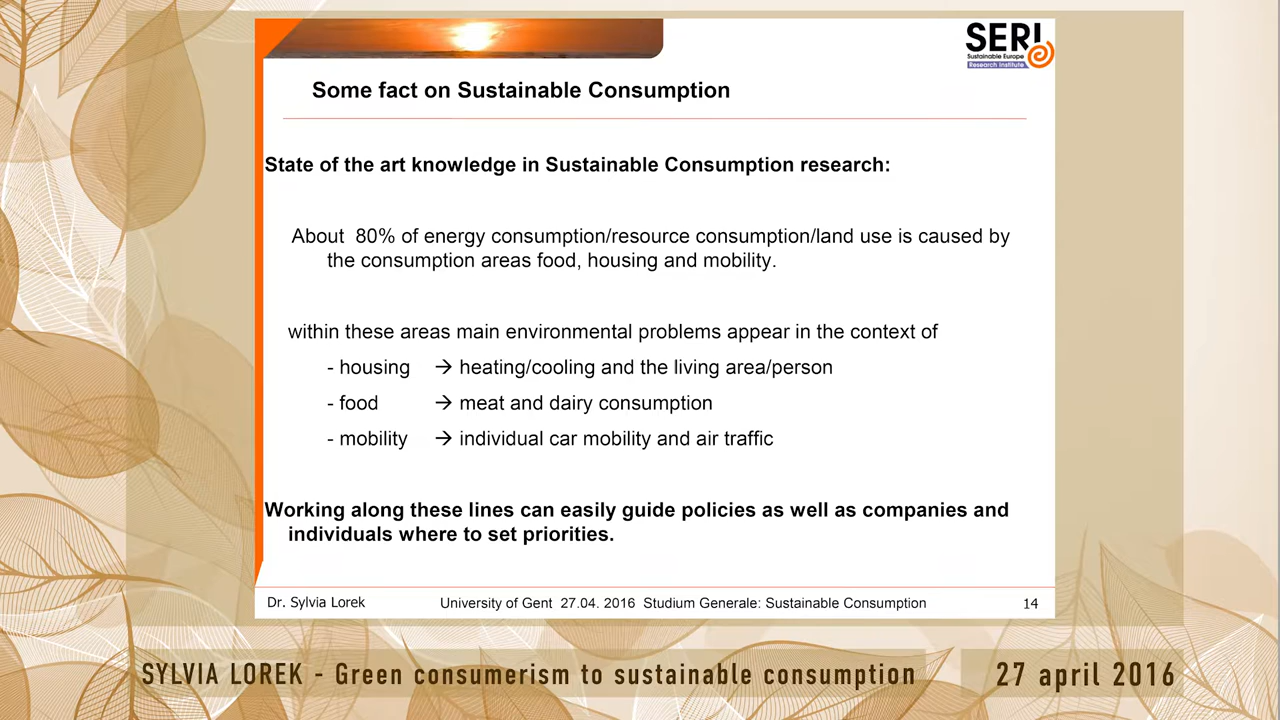 SERI
Sustainable Europe
Research Institute
Some fact on Sustainable Consumption
State of the art knowledge in Sustainable Consumption research:
About 80% of energy consumption/resource consumption/land use is caused by
the consumption areas food, housing and mobility.
within these areas main environmental problems appear in the context of
- housing → heating/cooling and the living area/person
- food → meat and dairy consumption
- mobility → individual car mobility and air traffic
Working along these lines can easily guide policies as well as companies and
individuals where to set priorities.
Dr. Sylvia Lorek University of Gent 27.04. 2016 Studium Generale: Sustainable Consumption 14
SYLVIA LOREK - Green consumerism to sustainable consumption 27 april 2016